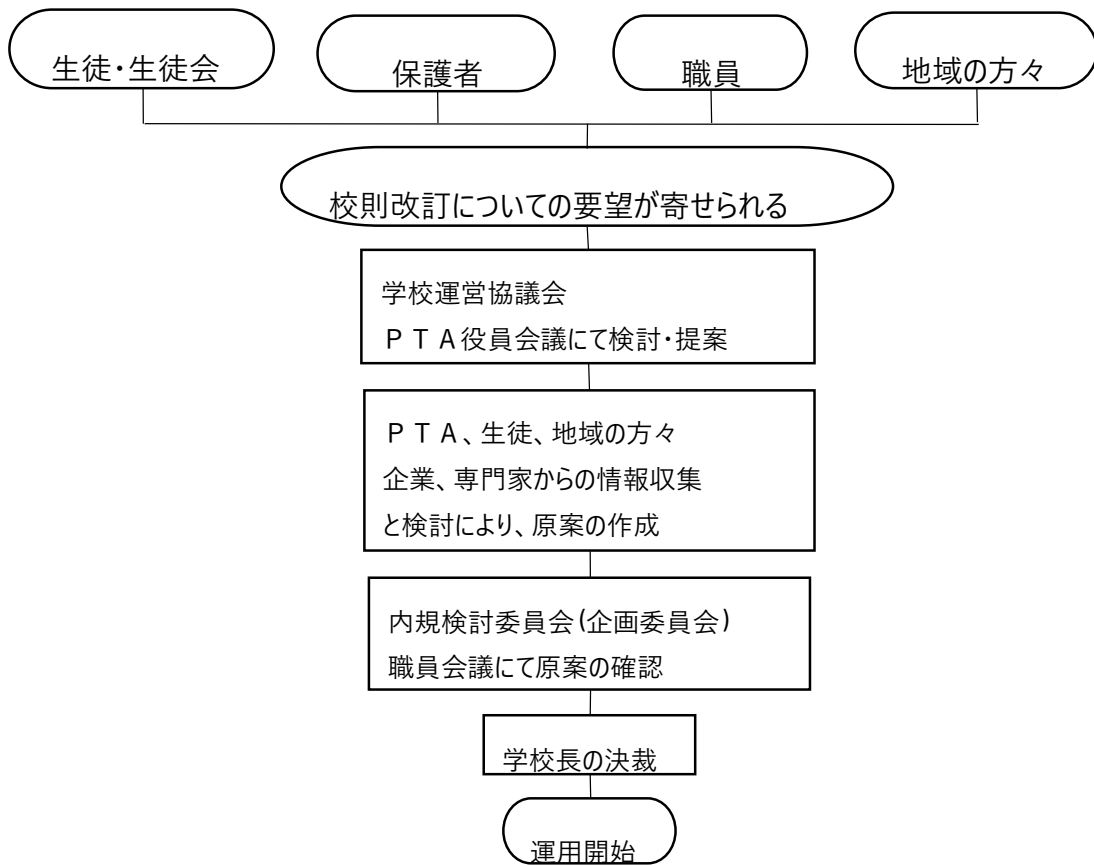 生徒・生徒会
保護者
職員
地域の方々
校則改訂についての要望が寄せられる
学校運営協議会
ＰＴＡ役員会議にて検討・提案
ＰＴＡ、生徒、地域の方々
企業、専門家からの情報収集
と検討により、原案の作成
内規検討委員会(企画委員会)
職員会議にて原案の確認
学校長の決裁
運用開始